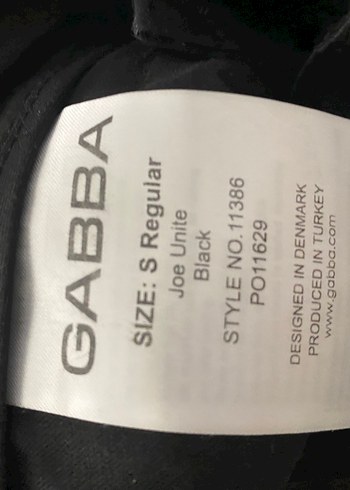 GABBA
SIZE: S Regular
Joe Unite
Black
STYLE NO.11386
PO11629
DESIGNED IN DENMARK
PRODUCED IN TURKEY
www.gabba.com